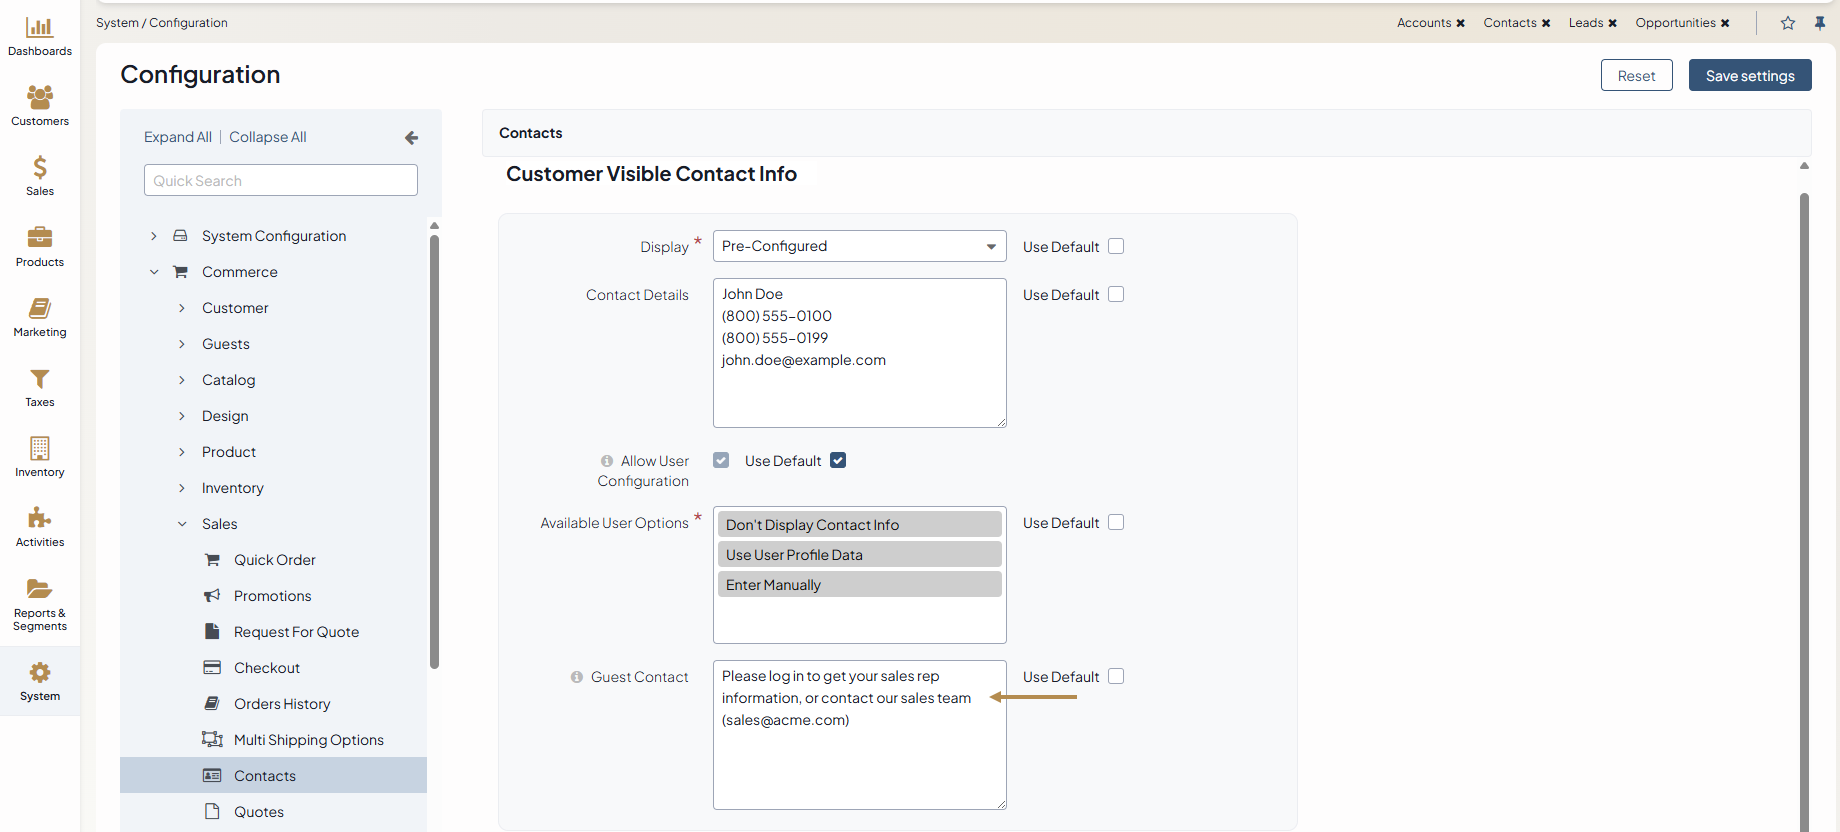 System / Configuration
Accounts ✖ Contacts ✖ Leads ✖ Opportunities ✖
Dashboards
Customers
Sales
Products
Marketing
Taxes
Inventory
Activities
Reports &
Segments
System
Configuration
Reset
Save settings
Expand All | Collapse All
Quick Search
System Configuration
Commerce
Customer
Guests
Catalog
Design
Product
Inventory
Sales
Quick Order
Promotions
Request For Quote
Checkout
Orders History
Multi Shipping Options
Contacts
Quotes
Contacts
Customer Visible Contact Info
Display * Pre-Configured Use Default
Contact Details
John Doe
(800) 555-0100
(800) 555-0199
john.doe@example.com
Use Default
Allow User
Configuration
Use Default
Available User Options *
Don't Display Contact Info
Use User Profile Data
Enter Manually
Use Default
Guest Contact
Please log in to get your sales rep
information, or contact our sales team
(sales@acme.com)
Use Default